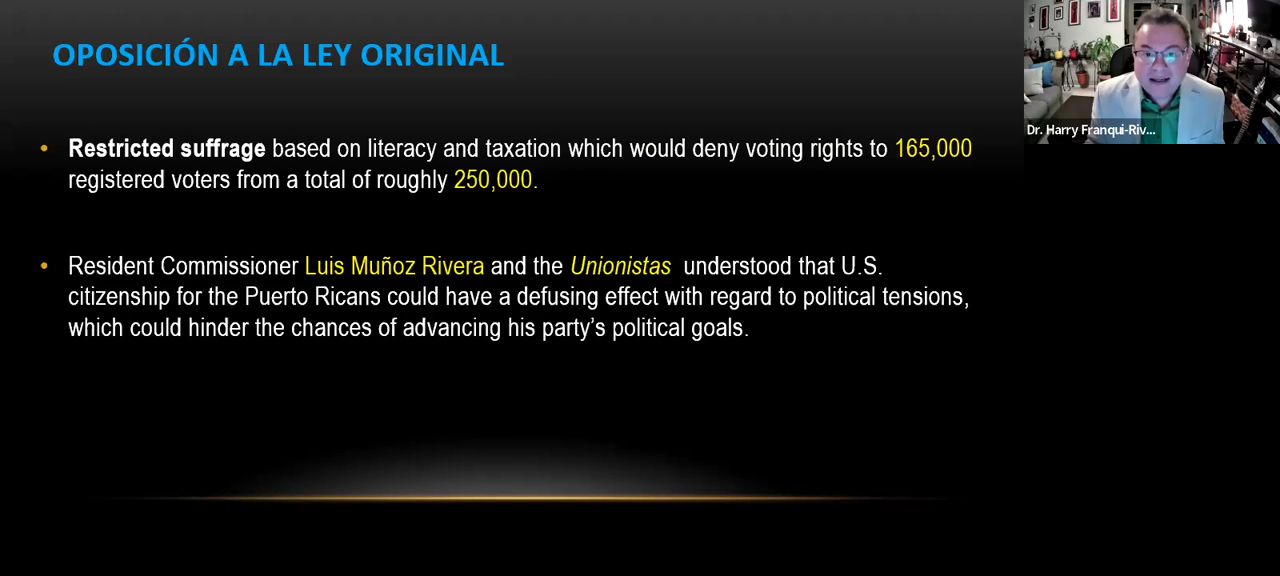 OPOSICIÓN A LA LEY ORIGINAL
• Restricted suffrage based on literacy and taxation which would deny voting rights to 165,000
registered voters from a total of roughly 250,000.
• Resident Commissioner Luis Muñoz Rivera and the Unionistas understood that U.S.
citizenship for the Puerto Ricans could have a defusing effect with regard to political tensions,
which could hinder the chances of advancing his party’s political goals.
Dr. Harry Franqui-Riv...